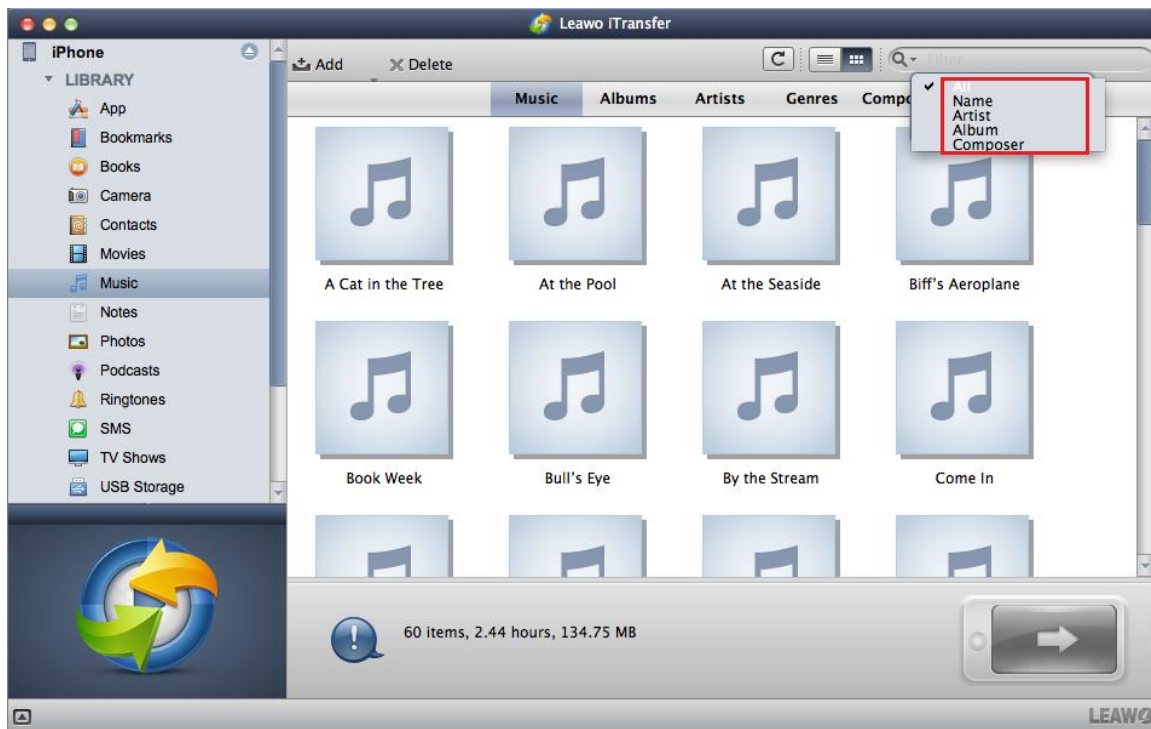 Leawo iTransfer
iPhone
LIBRARY
App
Bookmarks
Books
Camera
Contacts
Movies
Music
Notes
Photos
Podcasts
Ringtones
SMS
TV Shows
USB Storage
Add Delete
Filter
All
Name
Artist
Album
Composer
Music Albums Artists Genres
A Cat in the Tree At the Pool At the Seaside Biff's Aeroplane
Book Week Bull's Eye By the Stream Come In
60 items, 2.44 hours, 134.75 MB
LEAWO